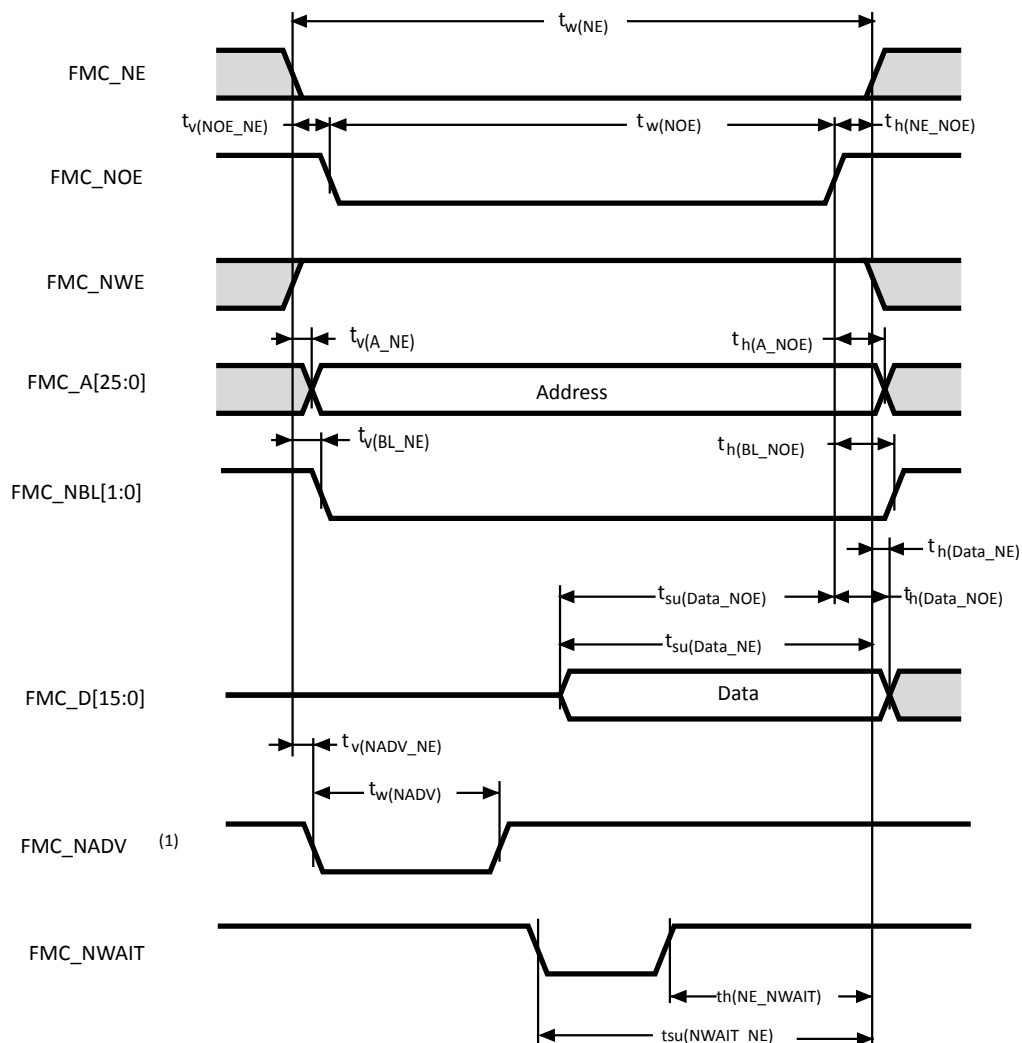 tw(NE)
FMC_NE
tv(NOE_NE)
tw(NOE)
th(NE_NOE)
FMC_NOE
FMC_NWE
tv(A_NE)
th(A_NOE)
FMC_A[25:0]
Address
tv(BL_NE)
th(BL_NOE)
FMC_NBL[1:0]
th(Data_NE)
tsu(Data_NOE)
th(Data_NOE)
tsu(Data_NE)
FMC_D[15:0]
Data
tv(NADV_NE)
tw(NADV)
FMC_NADV (1)
FMC_NWAIT
th(NE_NWAIT)
tsu(NWAIT_NE)